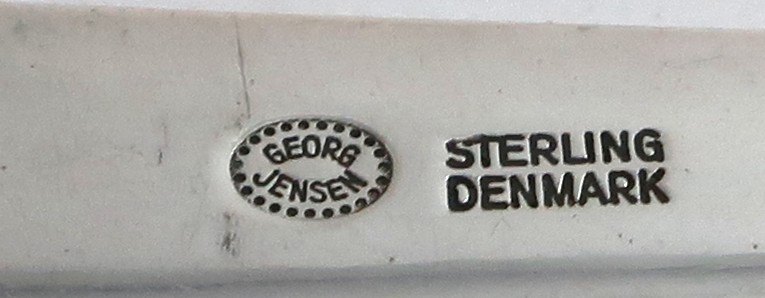 GEORG
JENSEN
STERLING
DENMARK